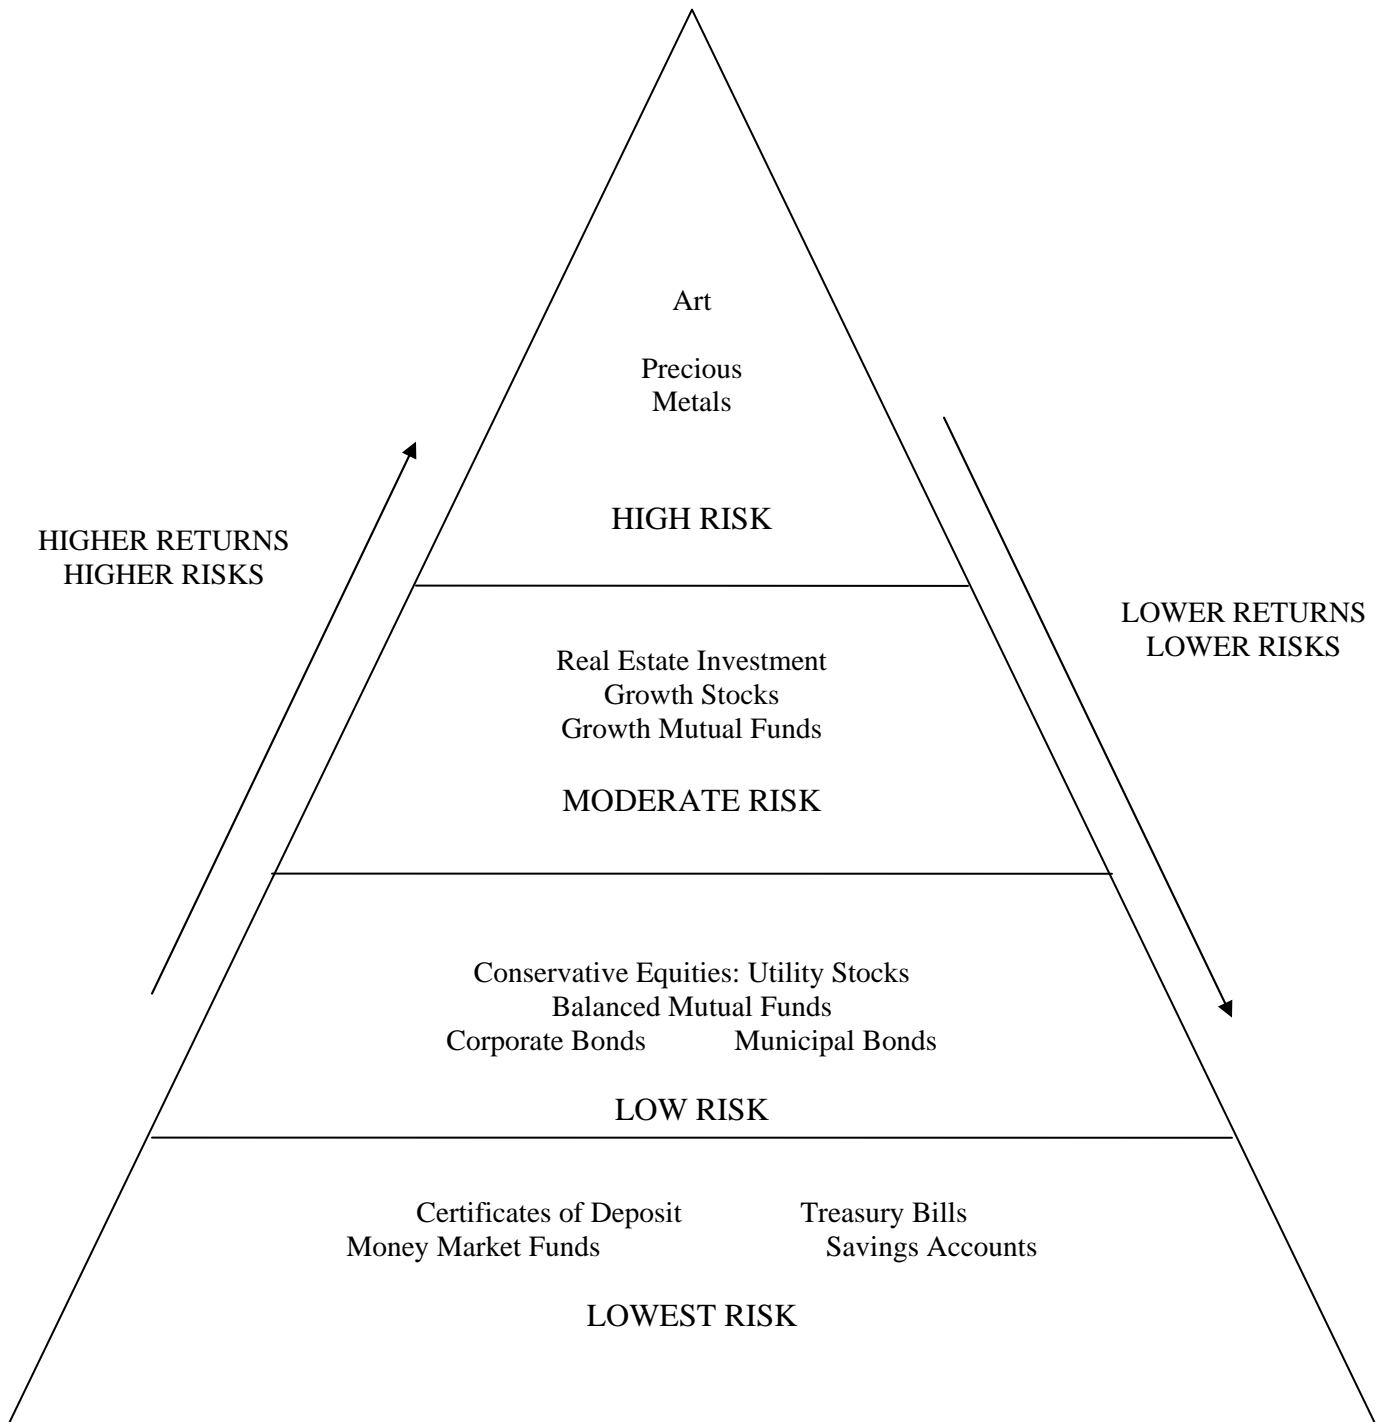 Art
Precious
Metals
HIGH RISK
HIGHER RETURNS
HIGHER RISKS
LOWER RETURNS
LOWER RISKS
Real Estate Investment
Growth Stocks
Growth Mutual Funds
MODERATE RISK
Conservative Equities: Utility Stocks
Balanced Mutual Funds
Corporate Bonds Municipal Bonds
LOW RISK
Certificates of Deposit Treasury Bills
Money Market Funds Savings Accounts
LOWEST RISK